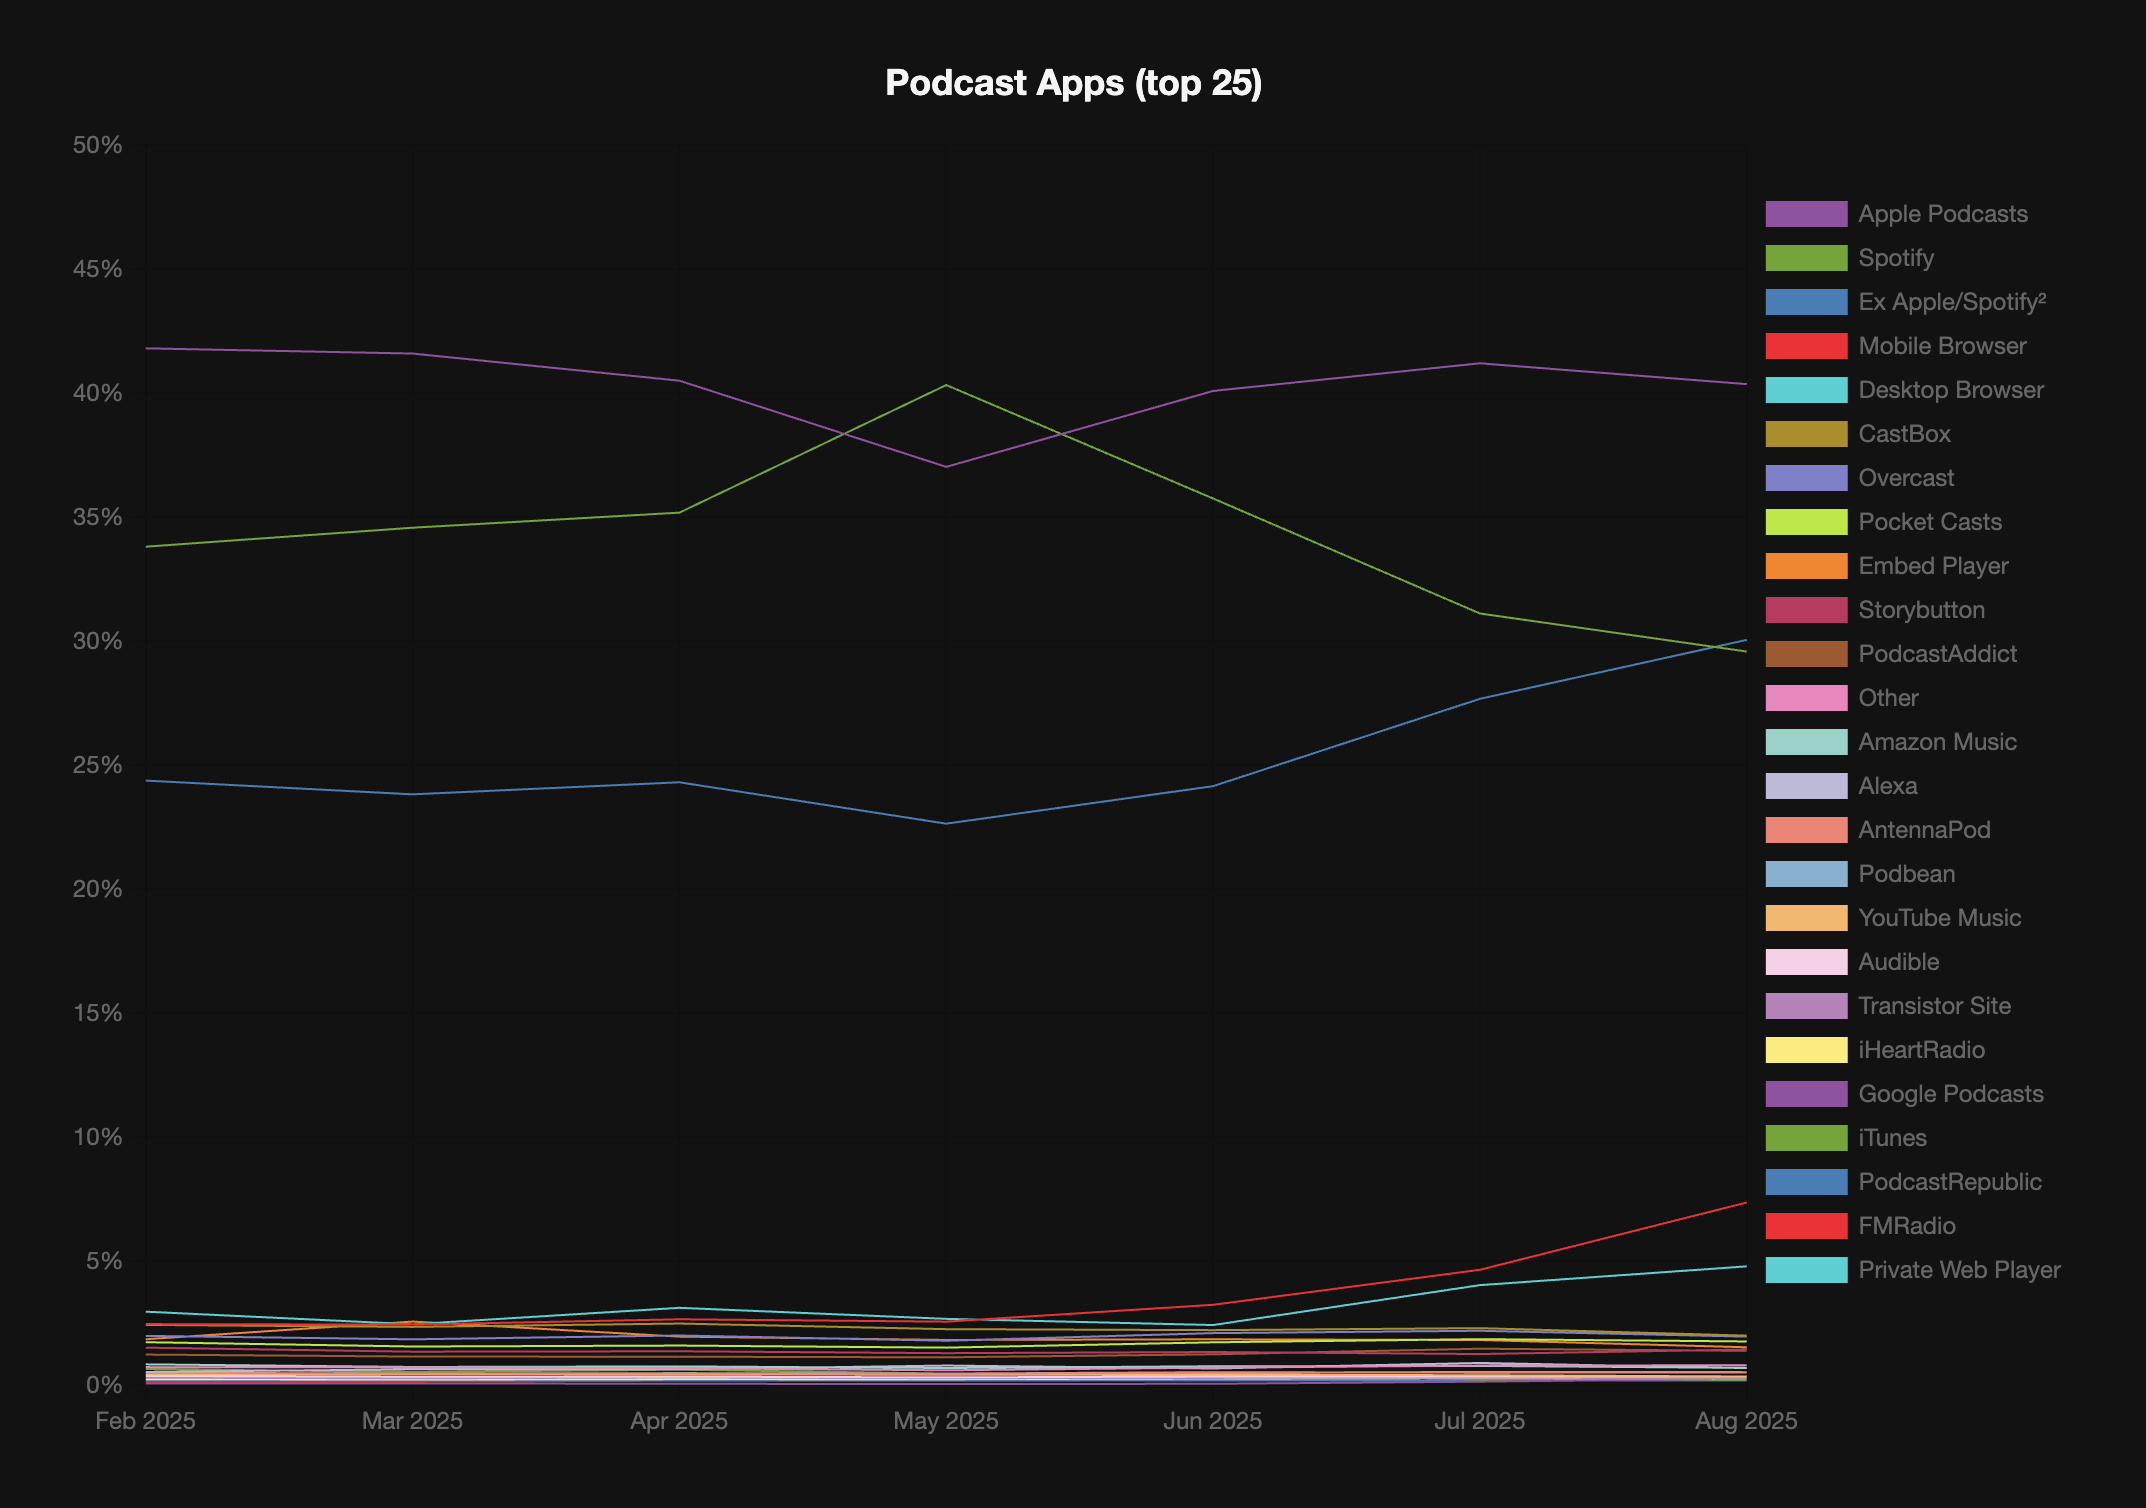 Podcast Apps (top 25)
50%
45%
40%
35%
30%
25%
20%
15%
10%
5%
0%
Feb 2025
Mar 2025
Apr 2025
May 2025
Jun 2025
Jul 2025
Aug 2025
Apple Podcasts
Spotify
Ex Apple/Spotify²
Mobile Browser
Desktop Browser
CastBox
Overcast
Pocket Casts
Embed Player
Storybutton
PodcastAddict
Other
Amazon Music
Alexa
AntennaPod
Podbean
YouTube Music
Audible
Transistor Site
iHeartRadio
Google Podcasts
iTunes
PodcastRepublic
FMRadio
Private Web Player